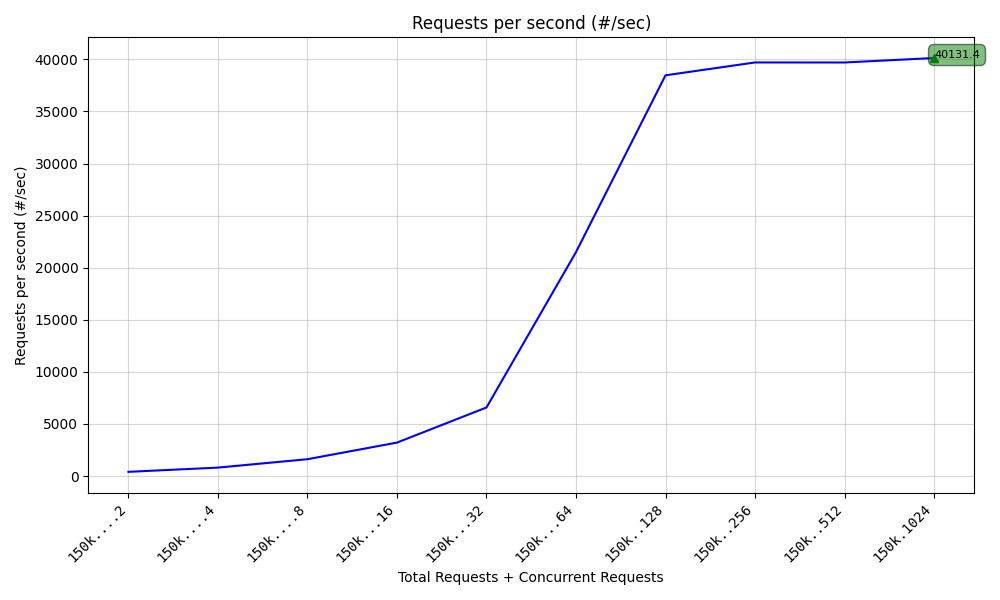 Requests per second (#/sec)
40131.4
40000
35000
30000
25000
20000
15000
10000
5000
0
Requests per second (#/sec)
150k....2
150k....4
150k....8
150k...16
150k...32
150k...64
150k..128
150k..256
150k..512
150k.1024
Total Requests + Concurrent Requests